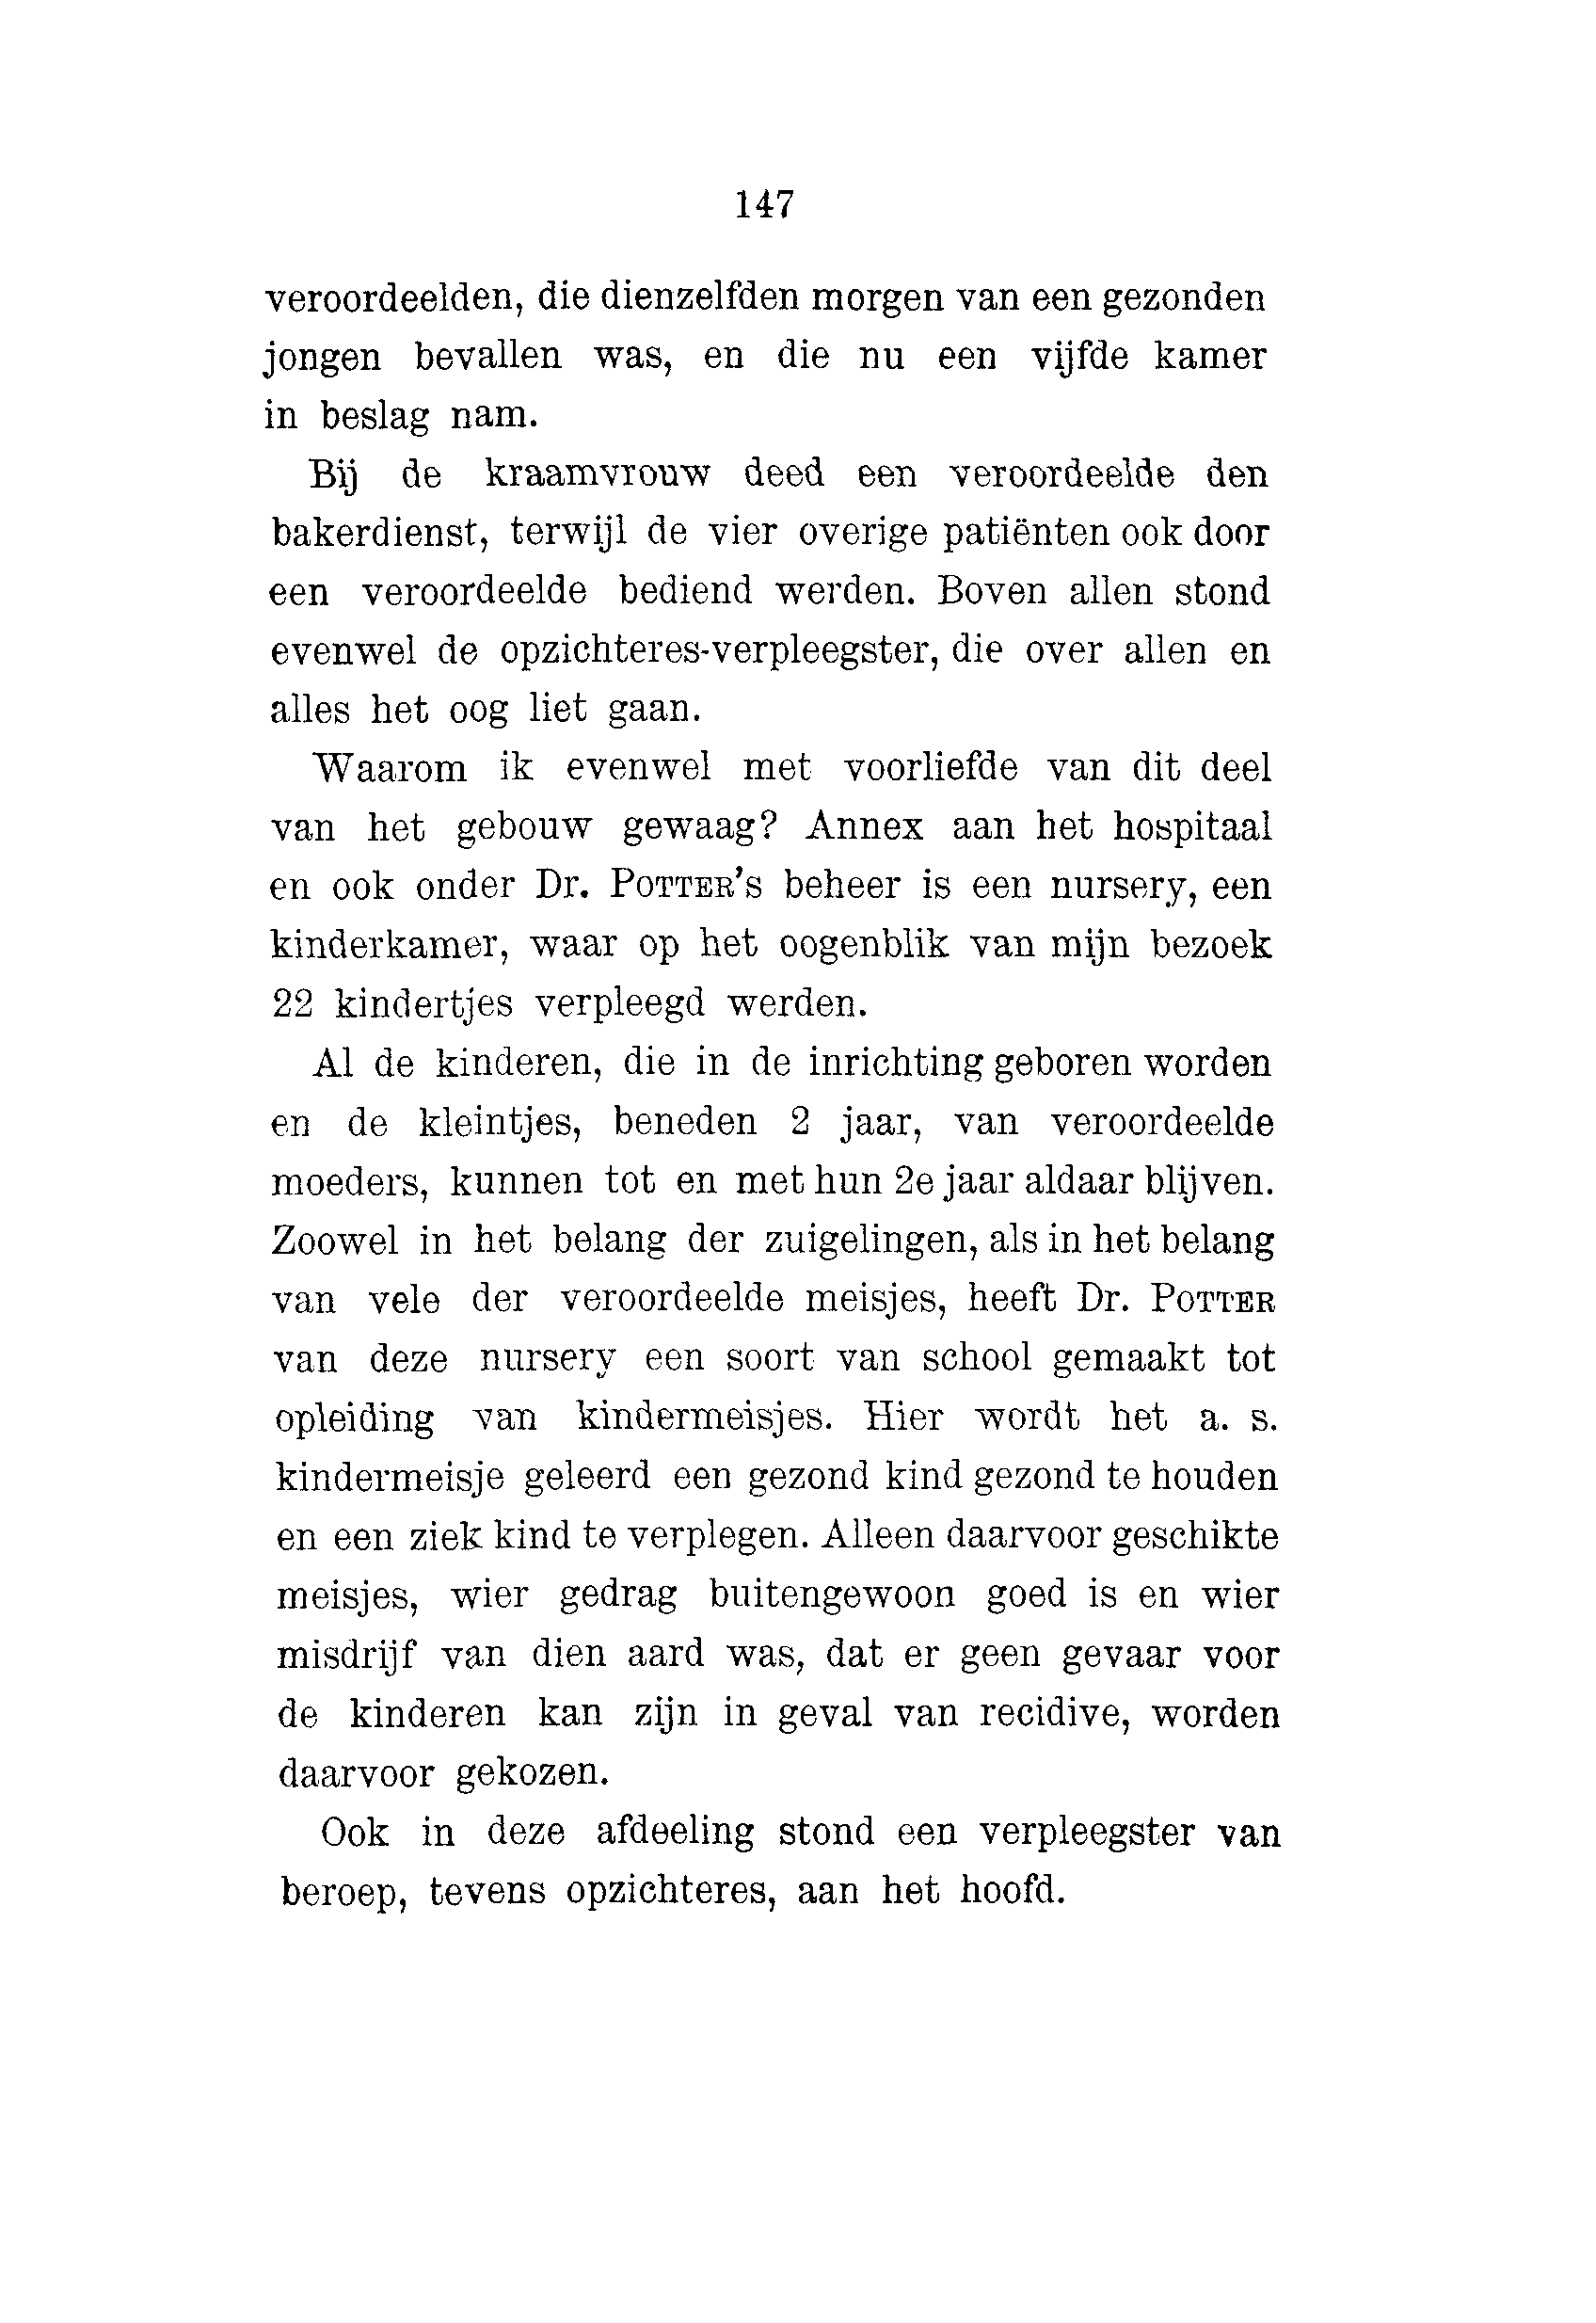 147
veroordeelden, die dienzelfden morgen van een gezonden
jongen bevallen was, en die nu een vijfde kamer
in beslag nam.
Bij de kraamvrouw deed een veroordeelde den
bakerdienst, terwijl de vier overige patiënten ook door
een veroordeelde bediend werden. Boven allen stond
evenwel de opzichteres-verpleegster, die over allen en
alles het oog liet gaan.
Waarom ik evenwel met voorliefde van dit deel
van het gebouw gewaag? Annex aan het hospitaal
en ook onder Dr. POTTER's beheer is een nursery, een
kinderkamer, waar op het oogenblik van mijn bezoek
22 kindertjes verpleegd werden.
Al de kinderen, die in de inrichting geboren worden
en de kleintjes, beneden 2 jaar, van veroordeelde
moeders, kunnen tot en met hun 2e jaar aldaar blijven.
Zoowel in het belang der zuigelingen, als in het belang
van vele der veroordeelde meisjes, heeft Dr. POTTER
van deze nursery een soort van school gemaakt tot
opleiding van kindermeisjes. Hier wordt het a. s.
kindermeisje geleerd een gezond kind gezond te houden
en een ziek kind te verplegen. Alleen daarvoor geschikte
meisjes, wier gedrag buitengewoon goed is en wier
misdrijf van dien aard was, dat er geen gevaar voor
de kinderen kan zijn in geval van recidive, worden
daarvoor gekozen.
Ook in deze afdeeling stond een verpleegster van
beroep, tevens opzichteres, aan het hoofd.